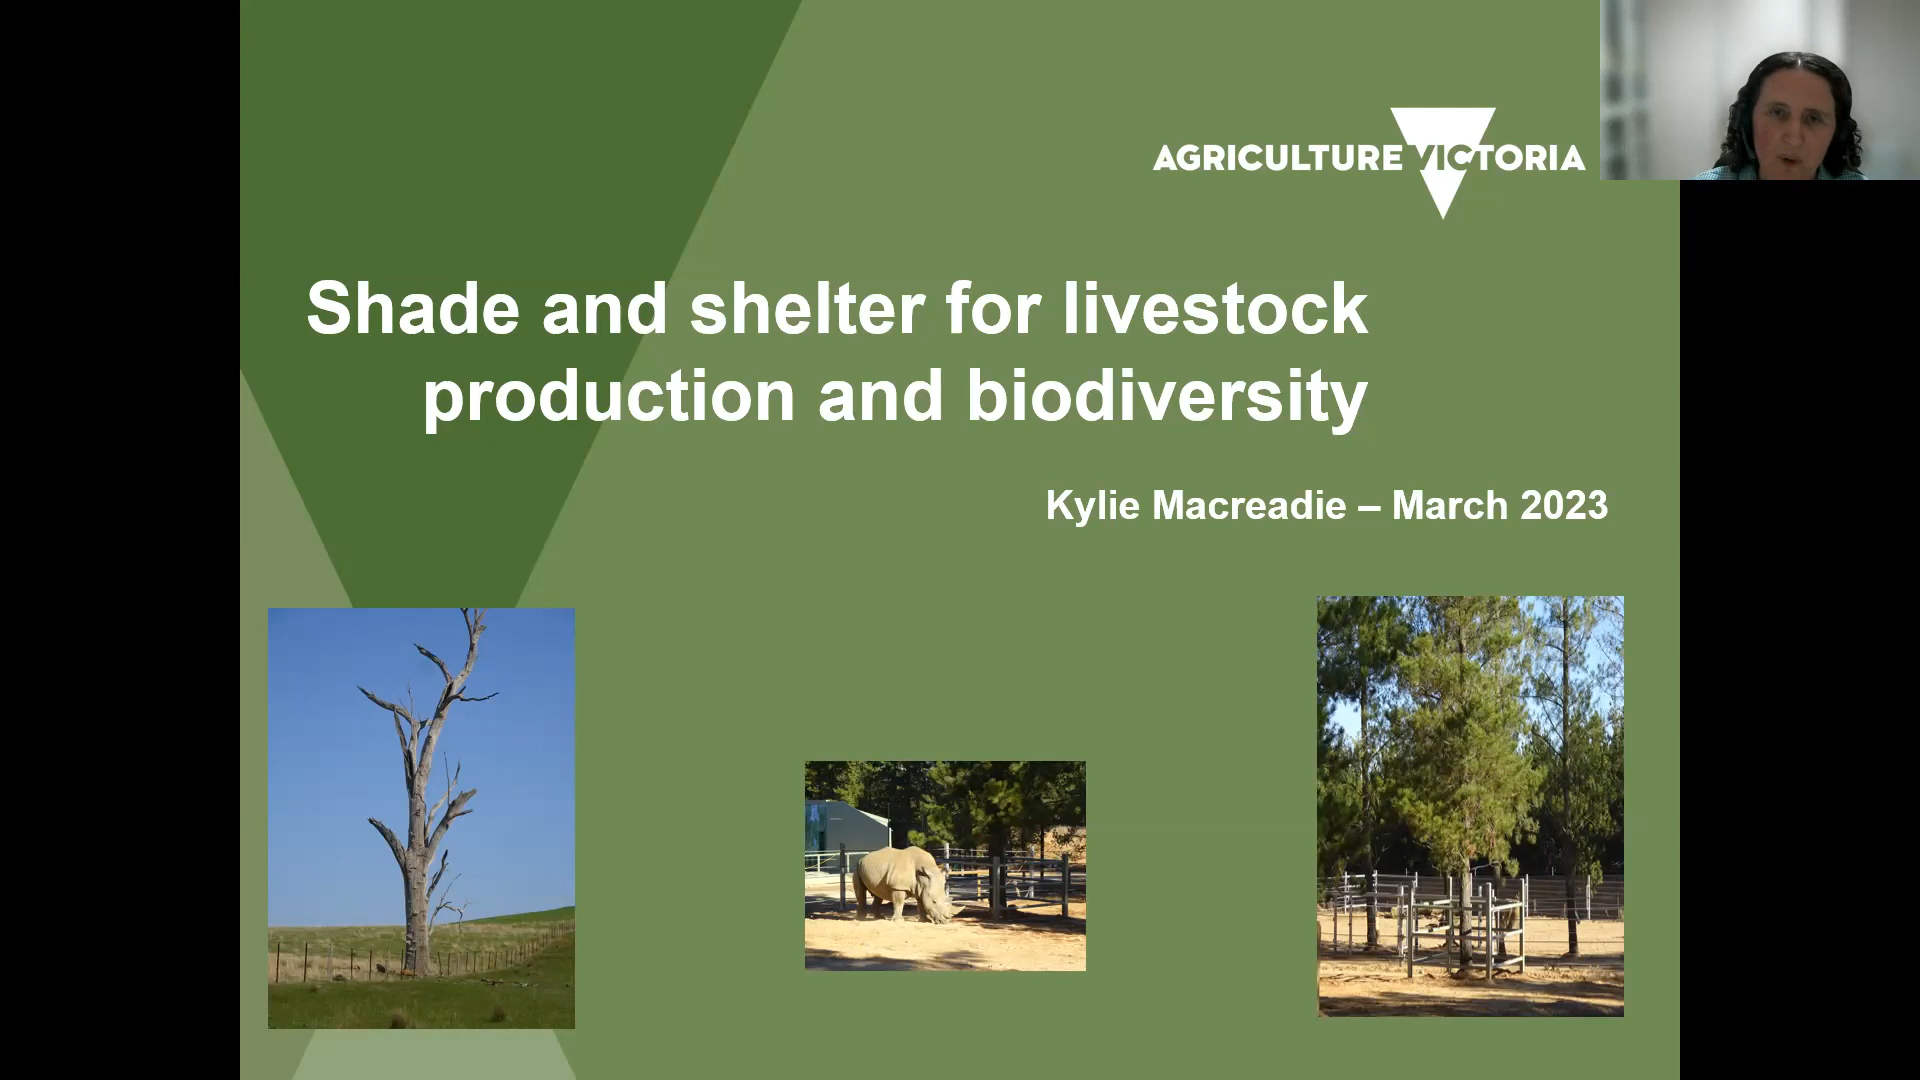 AGRICULTURE VICTORIA
Shade and shelter for livestock
production and biodiversity
Kylie Macreadie – March 2023